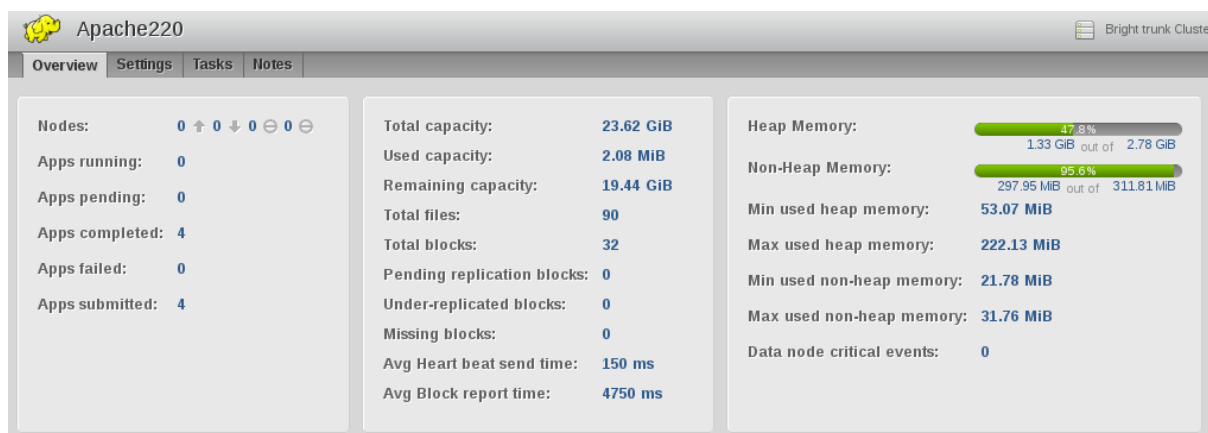 Apache220
Bright trunk Cluste
Overview Settings Tasks Notes
Nodes: 0 0 0 0
Apps running: 0
Apps pending: 0
Apps completed: 4
Apps failed: 0
Apps submitted: 4
Total capacity: 23.62 GiB
Used capacity: 2.08 MiB
Remaining capacity: 19.44 GiB
Total files: 90
Total blocks: 32
Pending replication blocks: 0
Under-replicated blocks: 0
Missing blocks: 0
Avg Heart beat send time: 150 ms
Avg Block report time: 4750 ms
Heap Memory: 47.8%
1.33 GiB out of 2.78 GiB
Non-Heap Memory: 95.6%
297.95 MiB out of 311.81 MiB
Min used heap memory: 53.07 MiB
Max used heap memory: 222.13 MiB
Min used non-heap memory: 21.78 MiB
Max used non-heap memory: 31.76 MiB
Data node critical events: 0